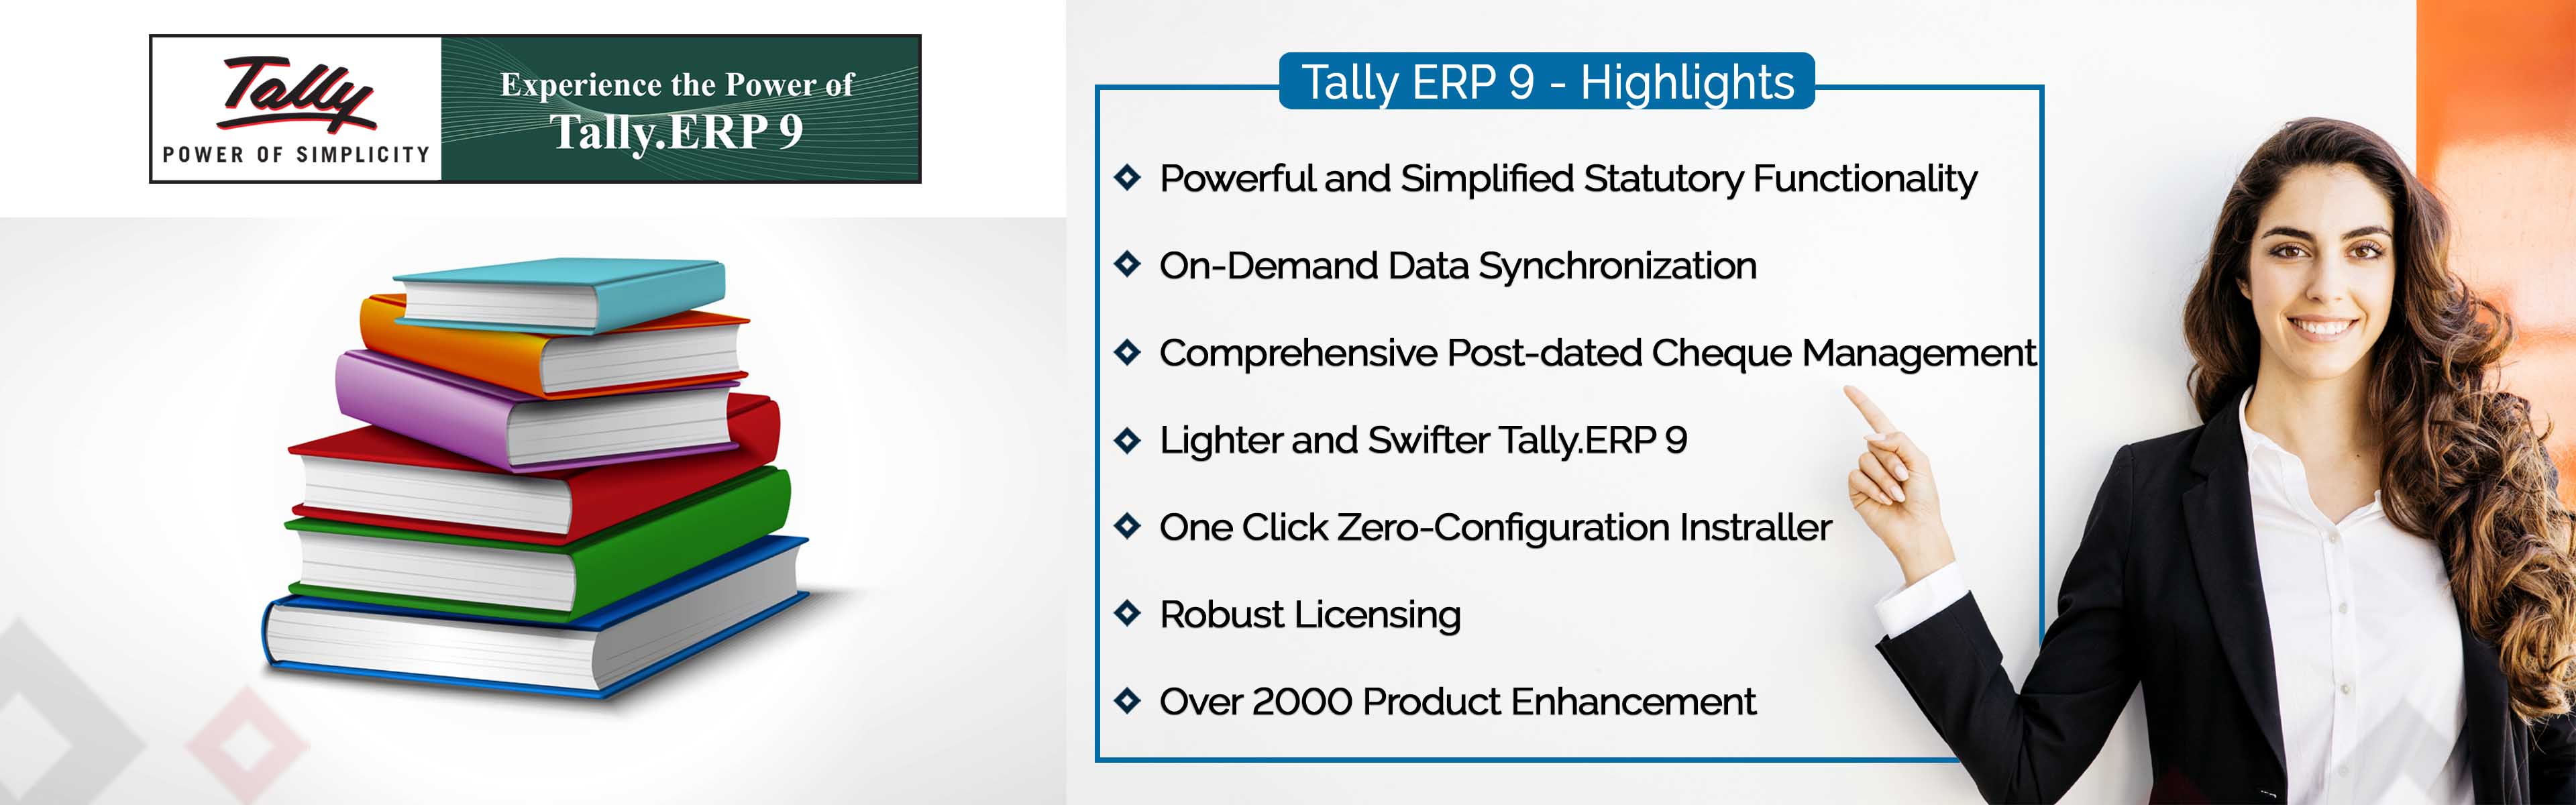 Tally
POWER OF SIMPLICITY
Experience the Power of
Tally.ERP 9
Tally ERP 9 - Highlights
Powerful and Simplified Statutory Functionality
On-Demand Data Synchronization
Comprehensive Post-dated Cheque Management
Lighter and Swifter Tally.ERP 9
One Click Zero-Configuration Instraller
Robust Licensing
Over 2000 Product Enhancement